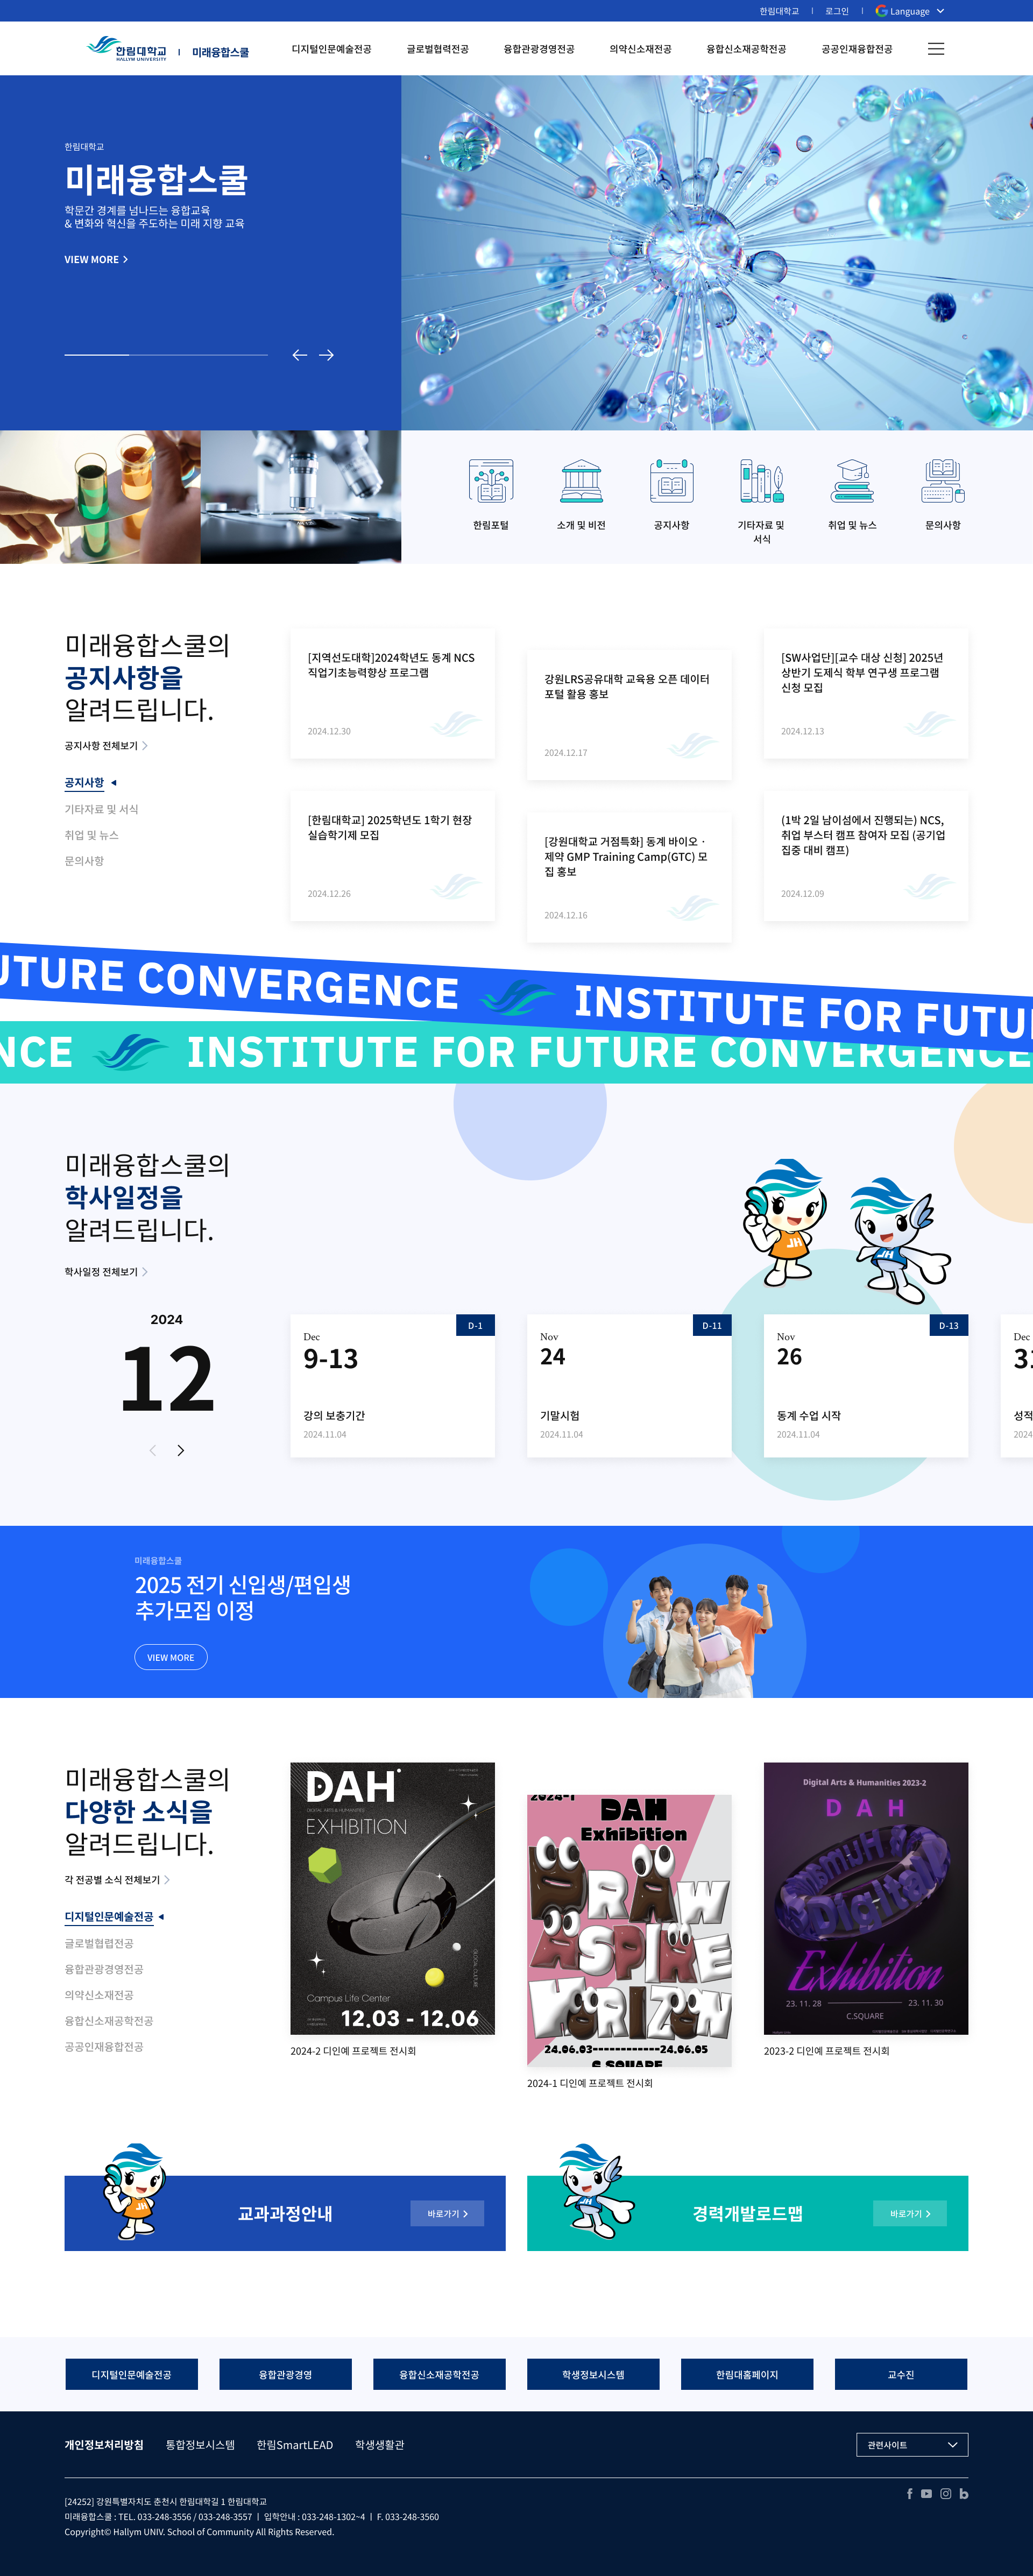 한림대학교
로그인
Language
한림대학교
HALLYM UNIVERSITY
미래융합스쿨
디지털인문예술전공
글로벌협력전공
융합관광경영전공
의약신소재전공
융합신소재공학전공
공공인재융합전공
한림대학교
미래융합스쿨
학문간 경계를 넘나드는 융합교육
& 변화와 혁신을 주도하는 미래 지향 교육
VIEW MORE
한림포털
소개 및 비전
공지사항
기타자료 및
서식
취업 및 뉴스
문의사항
미래융합스쿨의
공지사항을
알려드립니다.
공지사항 전체보기
공지사항
기타자료 및 서식
취업 및 뉴스
문의사항
[지역선도대학]2024학년도 동계 NCS
직업기초능력향상 프로그램
2024.12.30
강원LRS공유대학 교육용 오픈 데이터
포털 활용 홍보
2024.12.17
[SW사업단][교수 대상 신청] 2025년
상반기 도제식 학부 연구생 프로그램
신청 모집
2024.12.13
[한림대학교] 2025학년도 1학기 현장
실습학기제 모집
2024.12.26
[강원대학교 거점특화] 동계 바이오 ·
제약 GMP Training Camp(GTC) 모
집 홍보
2024.12.16
(1박 2일 남이섬에서 진행되는) NCS,
취업 부스터 캠프 참여자 모집 (공기업
집중 대비 캠프)
2024.12.09
UTURE CONVERGENCE INSTITUTE FOR FUTU
NCE INSTITUTE FOR FUTURE CONVERGENCE
미래융합스쿨의
학사일정을
알려드립니다.
학사일정 전체보기
JH
JH
2024
12
D-1
Dec
9-13
강의 보충기간
2024.11.04
D-11
Nov
24
기말시험
2024.11.04
D-13
Nov
26
동계 수업 시작
2024.11.04
Dec
31
성적
2024
미래융합스쿨
2025 전기 신입생/편입생
추가모집 이정
VIEW MORE
미래융합스쿨의
다양한 소식을
알려드립니다.
각 전공별 소식 전체보기
디지털인문예술전공
글로벌협렵전공
융합관광경영전공
의약신소재전공
융합신소재공학전공
공공인재융합전공
DAH
DIGITAL ARTS & HUMANITIES
EXHIBITION
Campus Life Center
12.03 - 12.06
2024-2 디인예 프로젝트 전시회
2024-1
DAH
Exhibition
DRAW
INSPIRE
HORIZON
24.06.03------------24.06.05
C.SQUARE
2024-1 디인예 프로젝트 전시회
Digital Arts & Humanities 2023-2
D A H
Exhibition
23. 11. 28
23. 11. 30
C.SQUARE
2023-2 디인예 프로젝트 전시회
JH
교과과정안내
바로가기
JH
경력개발로드맵
바로가기
디지털인문예술전공
융합관광경영
융합신소재공학전공
학생정보시스템
한림대홈페이지
교수진
개인정보처리방침
통합정보시스템
한림SmartLEAD
학생생활관
관련사이트
[24252] 강원특별자치도 춘천시 한림대학길 1 한림대학교
미래융합스쿨 : TEL. 033-248-3556 / 033-248-3557 ㅣ 입학안내 : 033-248-1302~4 ㅣ F. 033-248-3560
Copyright© Hallym UNIV. School of Community All Rights Reserved.